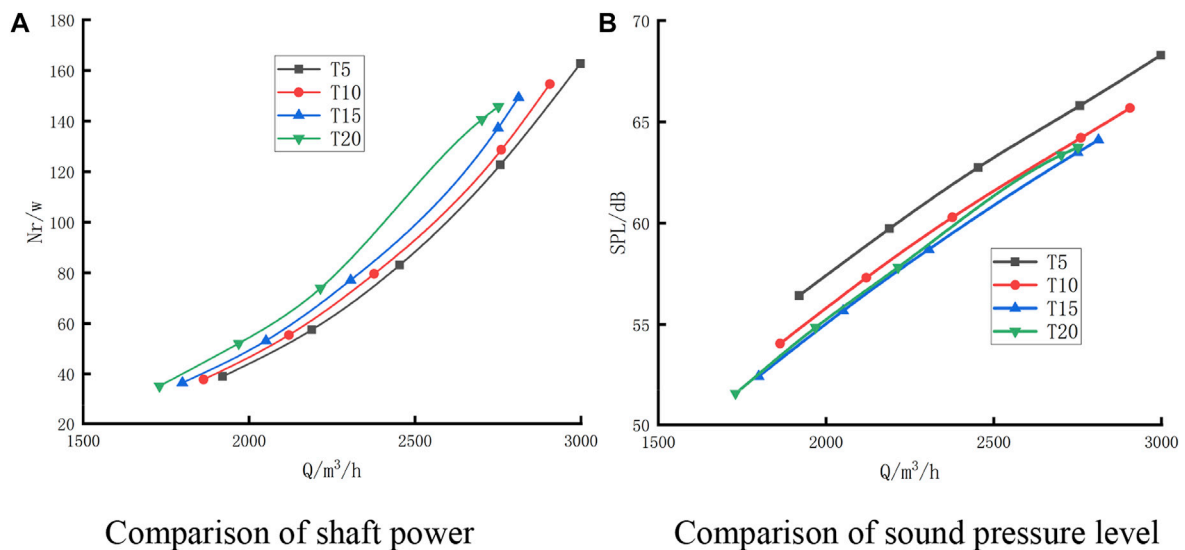 A
180
160
140
120
100
80
60
40
20
Nr/w
T5
T10
T15
T20
1500
2000
2500
3000
Q/m³/h
Comparison of shaft power
B
70
65
60
55
50
SPL/dB
T5
T10
T15
T20
1500
2000
2500
3000
Q/m³/h
Comparison of sound pressure level